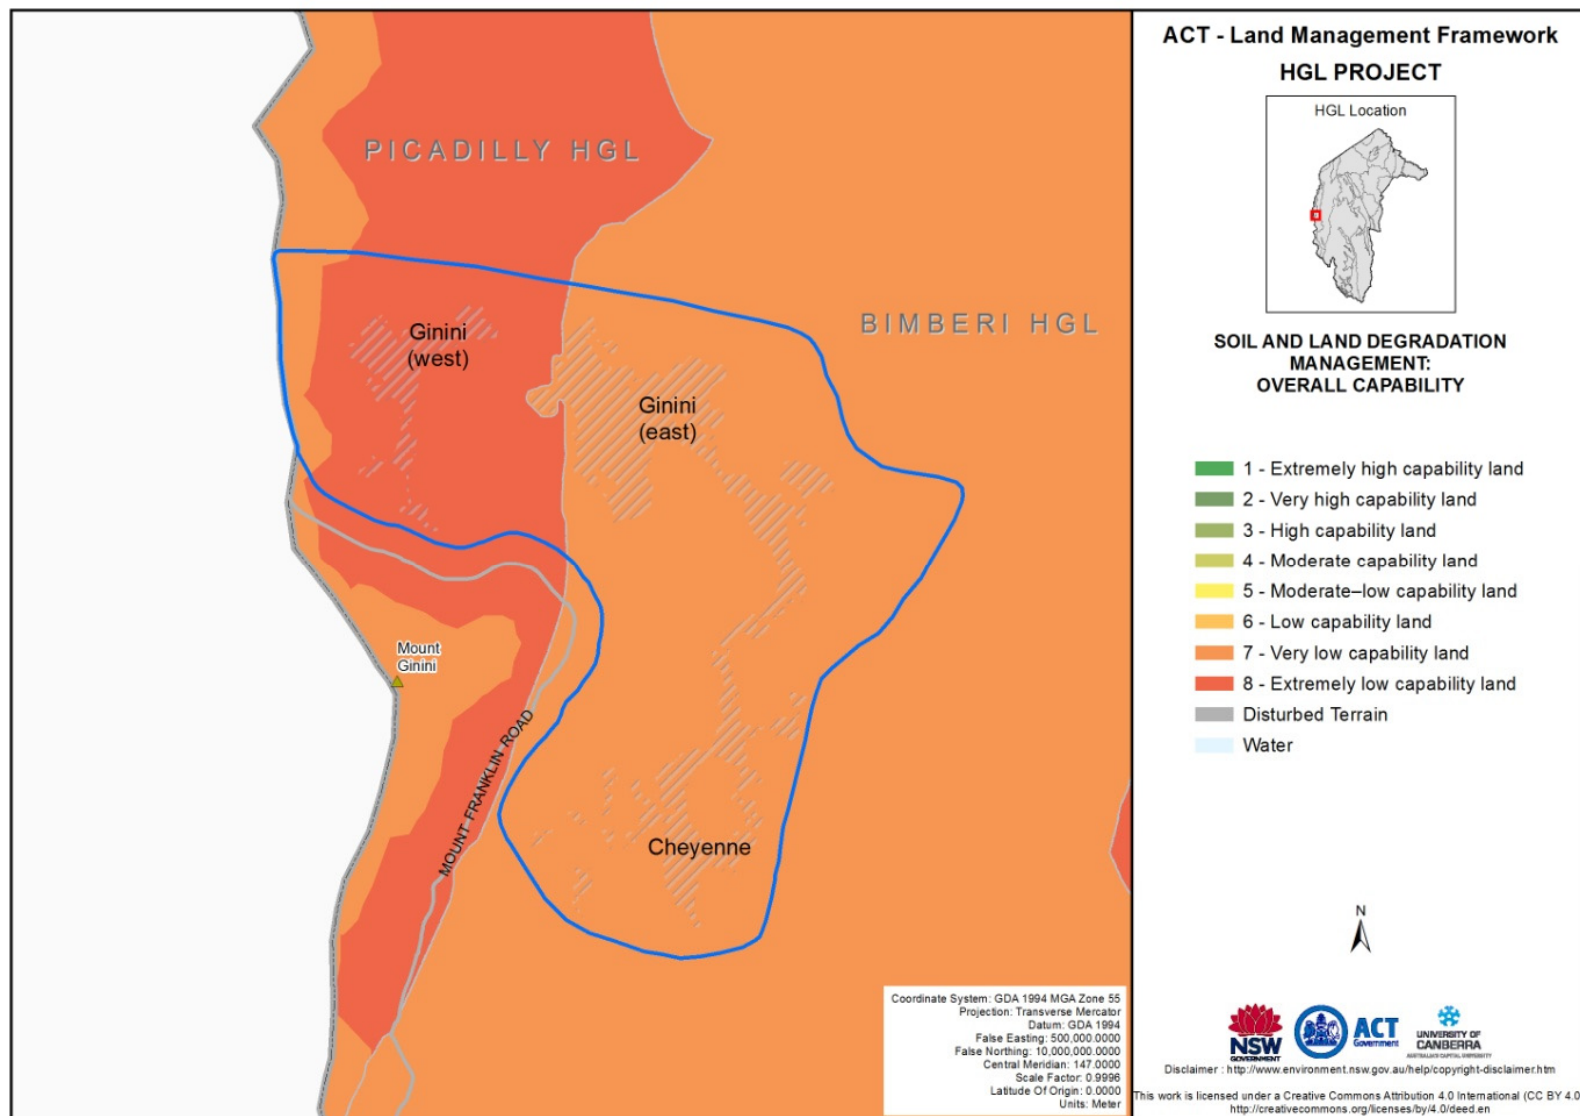 PICADILLY HGL
BIMBERI HGL
Ginini
(west)
Ginini
(east)
Mount
Ginini
MOUNT FRANKLIN ROAD
Cheyenne
Coordinate System: GDA 1994 MGA Zone 55
Projection: Transverse Mercator
Datum: GDA 1994
False Easting: 500,000.0000
False Northing: 10,000,000.0000
Central Meridian: 147.0000
Scale Factor: 0.9996
Latitude Of Origin: 0.0000
Units: Meter
ACT - Land Management Framework
HGL PROJECT
HGL Location
SOIL AND LAND DEGRADATION
MANAGEMENT:
OVERALL CAPABILITY
1 - Extremely high capability land
2 - Very high capability land
3 - High capability land
4 - Moderate capability land
5 - Moderate–low capability land
6 - Low capability land
7 - Very low capability land
8 - Extremely low capability land
Disturbed Terrain
Water
N
NSW
GOVERNMENT
ACT
Government
UNIVERSITY OF
CANBERRA
AUSTRALIA'S CAPITAL UNIVERSITY
Disclaimer : http://www.environment.nsw.gov.au/help/copyright-disclaimer.htm
This work is licensed under a Creative Commons Attribution 4.0 International (CC BY 4.0
http://creativecommons.org/licenses/by/4.0/deed.en